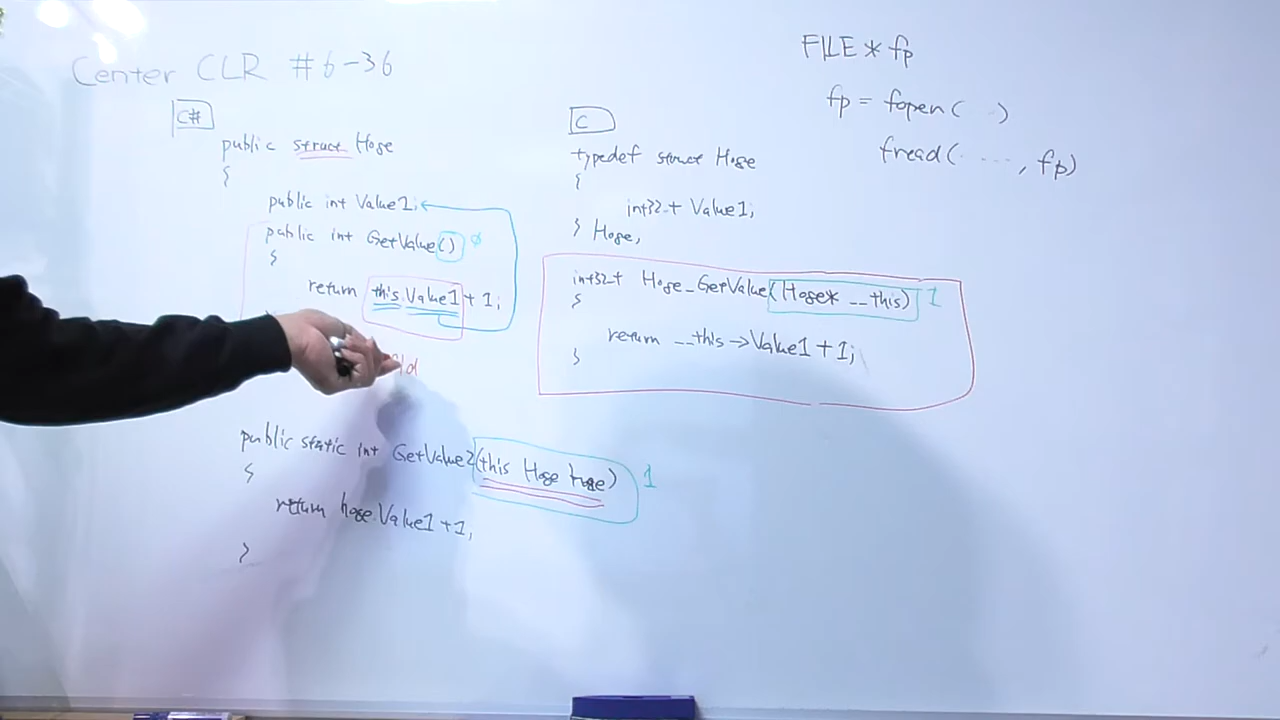 Center CLR #6-36
C#
public struct Hoge
{
public int Value1;
public int GetValue() 0
{
return this.Value1 + 1;
public static int GetValue2(this Hoge hoge) 1
{
return hoge.Value1 + 1;
}
C
typedef struct Hoge
{
int32_t Value1;
} Hoge;
int32_t Hoge_GetValue(Hoge* __this) 1
{
return __this->Value1 + 1;
}
FILE * fp
fp = fopen( )
fread( ...., fp)